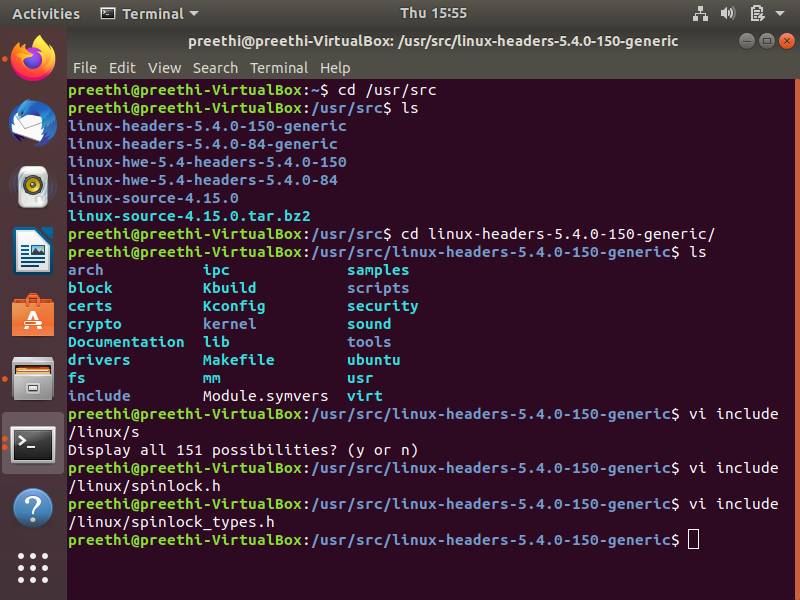 Activities Terminal Thu 15:55
preethi@preethi-VirtualBox: /usr/src/linux-headers-5.4.0-150-generic
File Edit View Search Terminal Help
preethi@preethi-VirtualBox:~$ cd /usr/src
preethi@preethi-VirtualBox:/usr/src$ ls
linux-headers-5.4.0-150-generic
linux-headers-5.4.0-84-generic
linux-hwe-5.4-headers-5.4.0-150
linux-hwe-5.4-headers-5.4.0-84
linux-source-4.15.0
linux-source-4.15.0.tar.bz2
preethi@preethi-VirtualBox:/usr/src$ cd linux-headers-5.4.0-150-generic/
preethi@preethi-VirtualBox:/usr/src/linux-headers-5.4.0-150-generic$ ls
arch ipc samples
block Kbuild scripts
certs Kconfig security
crypto kernel sound
Documentation lib tools
drivers Makefile ubuntu
fs mm usr
include Module.symvers virt
preethi@preethi-VirtualBox:/usr/src/linux-headers-5.4.0-150-generic$ vi include
/linux/s
Display all 151 possibilities? (y or n)
preethi@preethi-VirtualBox:/usr/src/linux-headers-5.4.0-150-generic$ vi include
/linux/spinlock.h
preethi@preethi-VirtualBox:/usr/src/linux-headers-5.4.0-150-generic$ vi include
/linux/spinlock_types.h
preethi@preethi-VirtualBox:/usr/src/linux-headers-5.4.0-150-generic$